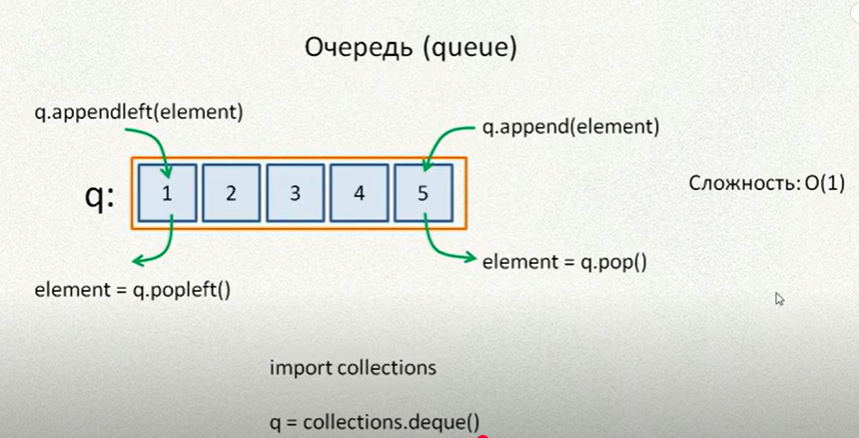 Очередь (queue)
q.appendleft(element)
q.append(element)
q:
1 2 3 4 5
Сложность: O(1)
element = q.popleft()
element = q.pop()
import collections
q = collections.deque()